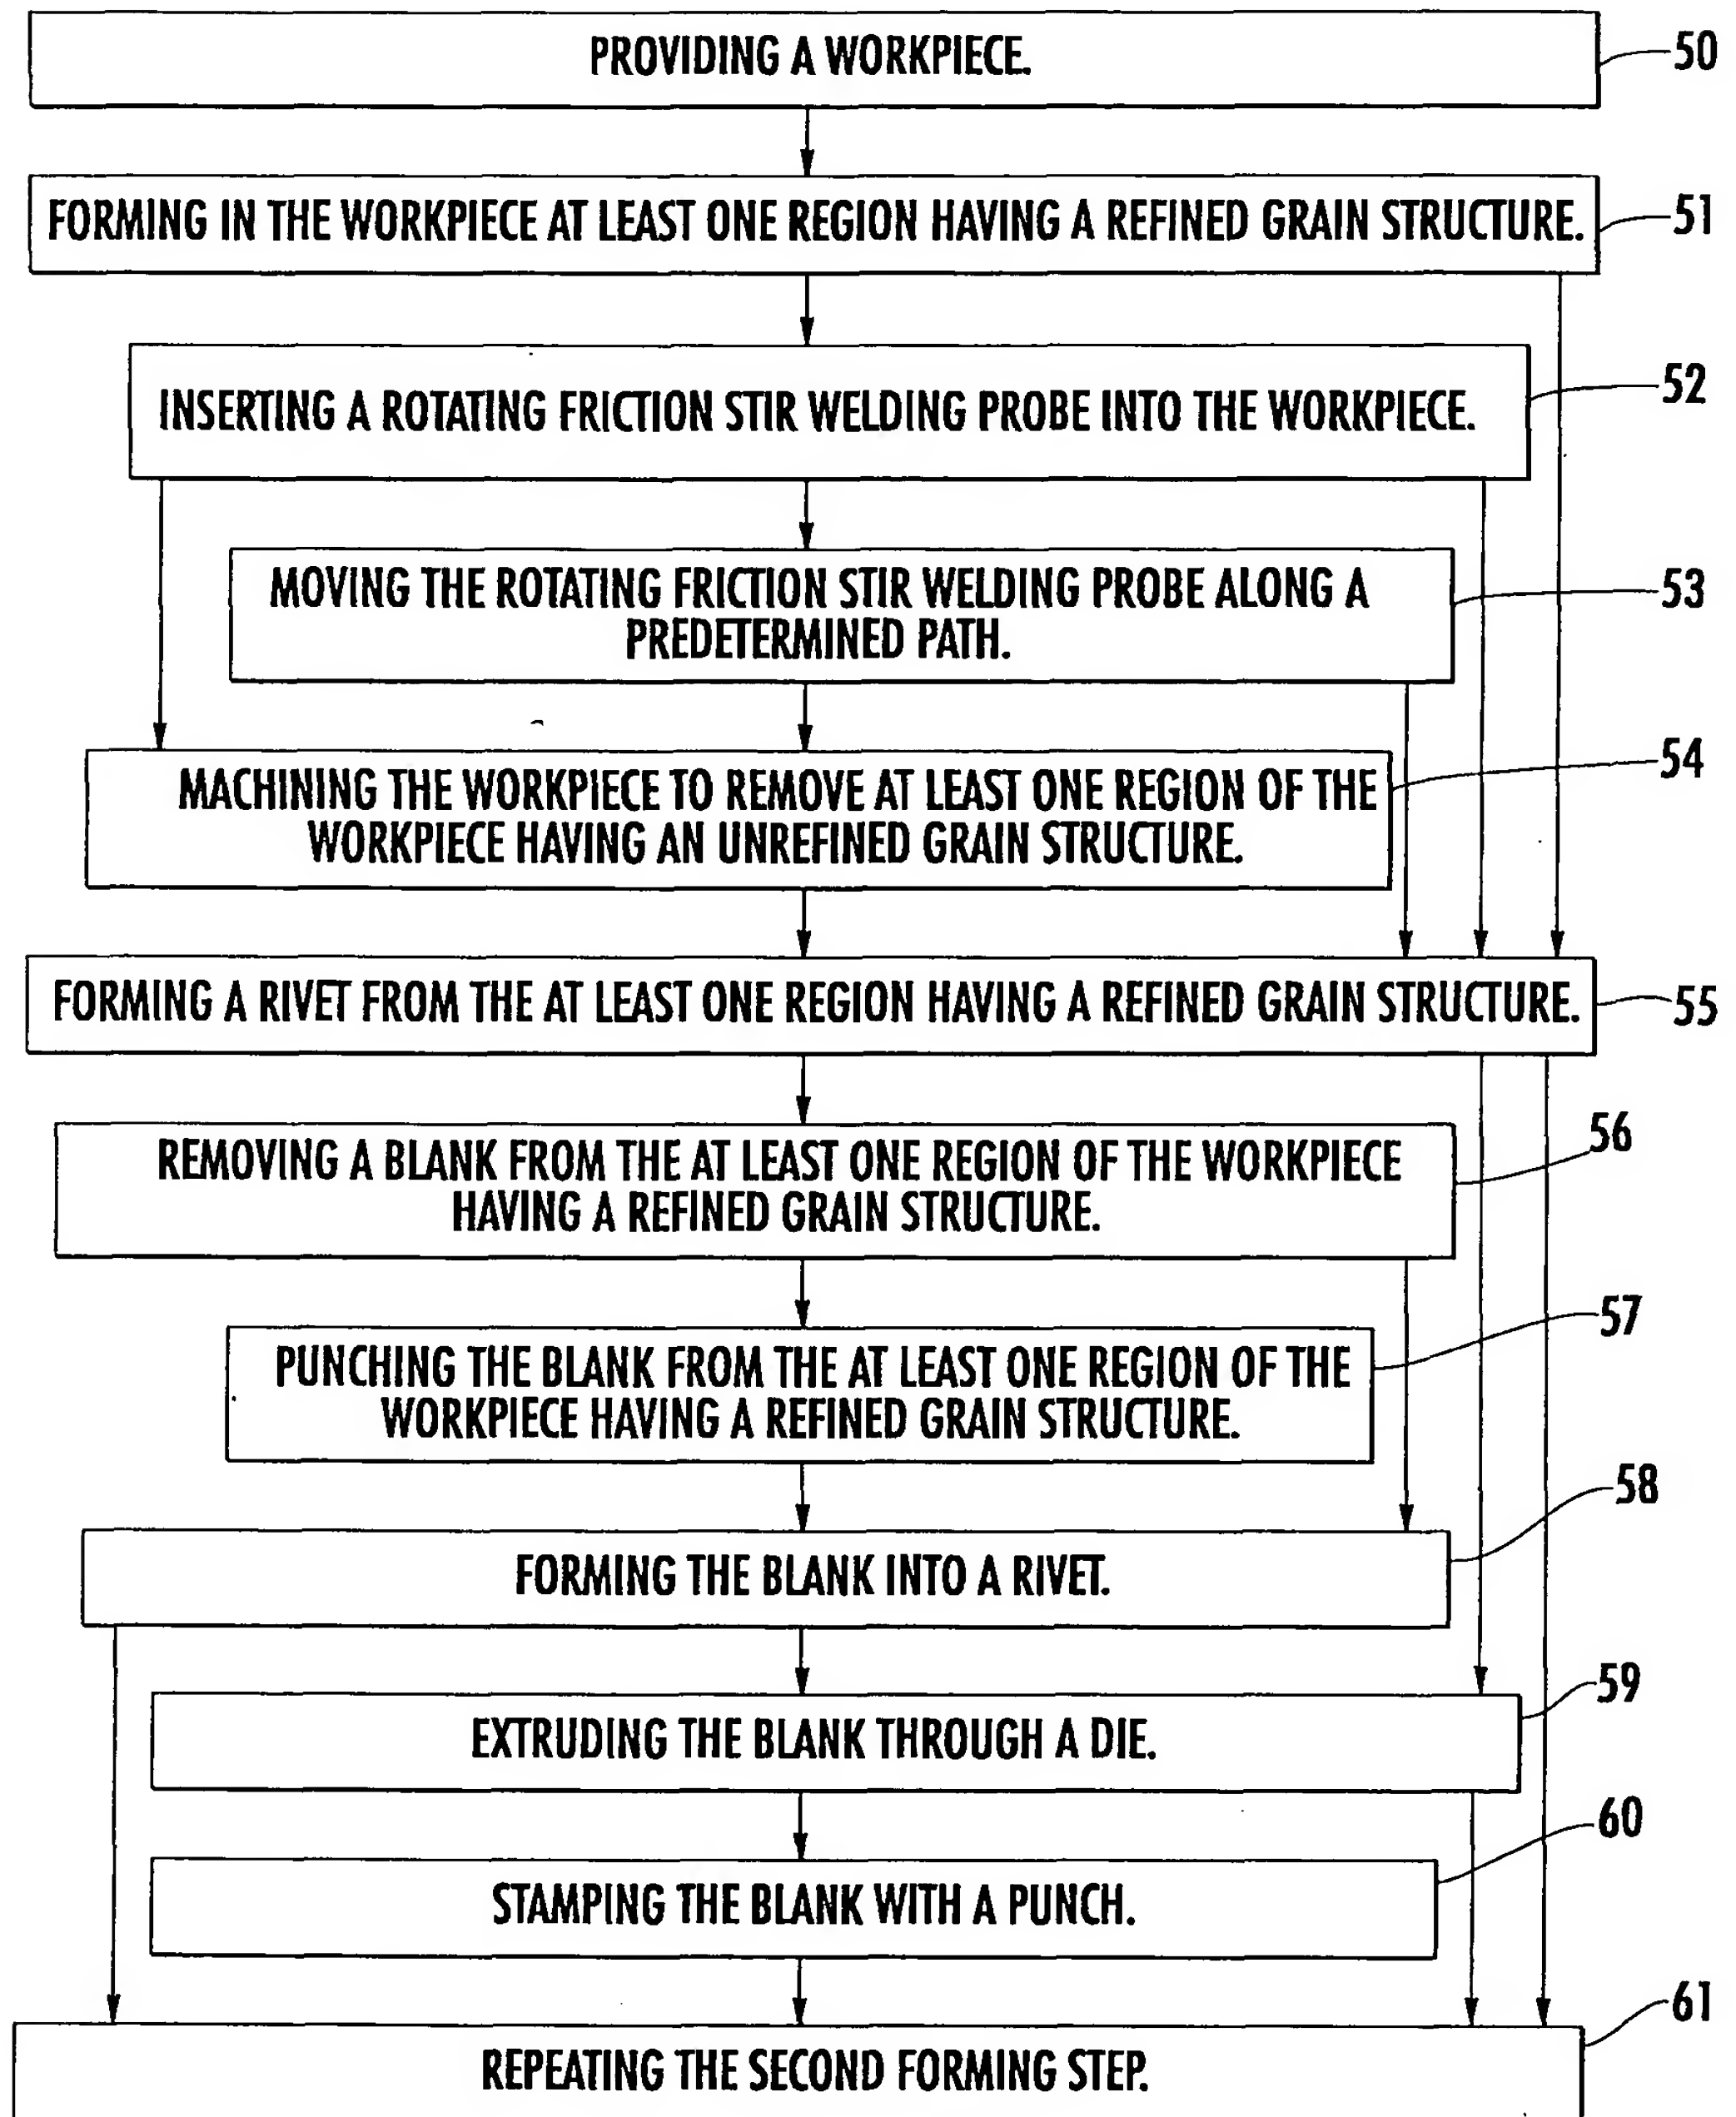 PROVIDING A WORKPIECE.
50
FORMING IN THE WORKPIECE AT LEAST ONE REGION HAVING A REFINED GRAIN STRUCTURE.
51
INSERTING A ROTATING FRICTION STIR WELDING PROBE INTO THE WORKPIECE.
52
MOVING THE ROTATING FRICTION STIR WELDING PROBE ALONG A
PREDETERMINED PATH.
53
MACHINING THE WORKPIECE TO REMOVE AT LEAST ONE REGION OF THE
WORKPIECE HAVING AN UNREFINED GRAIN STRUCTURE.
54
FORMING A RIVET FROM THE AT LEAST ONE REGION HAVING A REFINED GRAIN STRUCTURE.
55
REMOVING A BLANK FROM THE AT LEAST ONE REGION OF THE WORKPIECE
HAVING A REFINED GRAIN STRUCTURE.
56
PUNCHING THE BLANK FROM THE AT LEAST ONE REGION OF THE
WORKPIECE HAVING A REFINED GRAIN STRUCTURE.
57
FORMING THE BLANK INTO A RIVET.
58
EXTRUDING THE BLANK THROUGH A DIE.
59
STAMPING THE BLANK WITH A PUNCH.
60
REPEATING THE SECOND FORMING STEP.
61